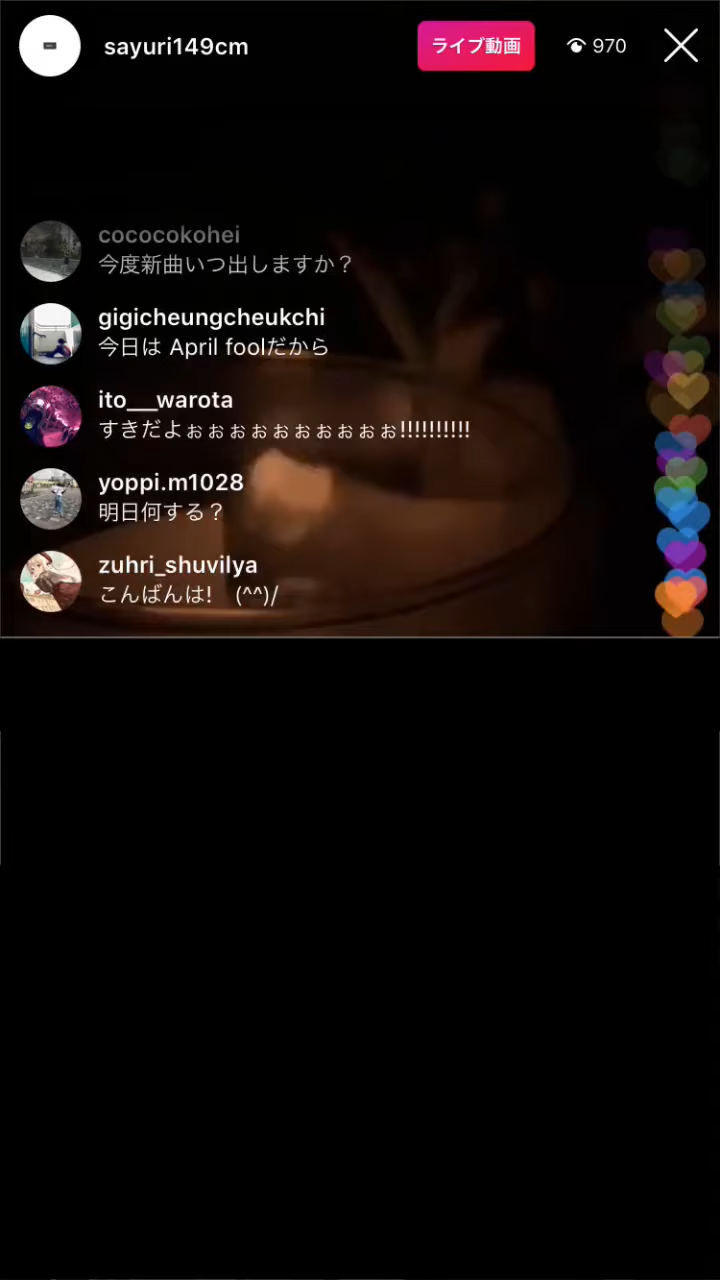 sayuri149cm
ライブ動画
970
cococokohei
今度新曲いつ出しますか？
gigicheungcheukchi
今日は April foolだから
ito___warota
すきだよぉぉぉぉぉぉぉぉぉぉ!!!!!!!!!!
yoppi.m1028
明日何する？
zuhri_shuvilya
こんばんは!　(^^)/